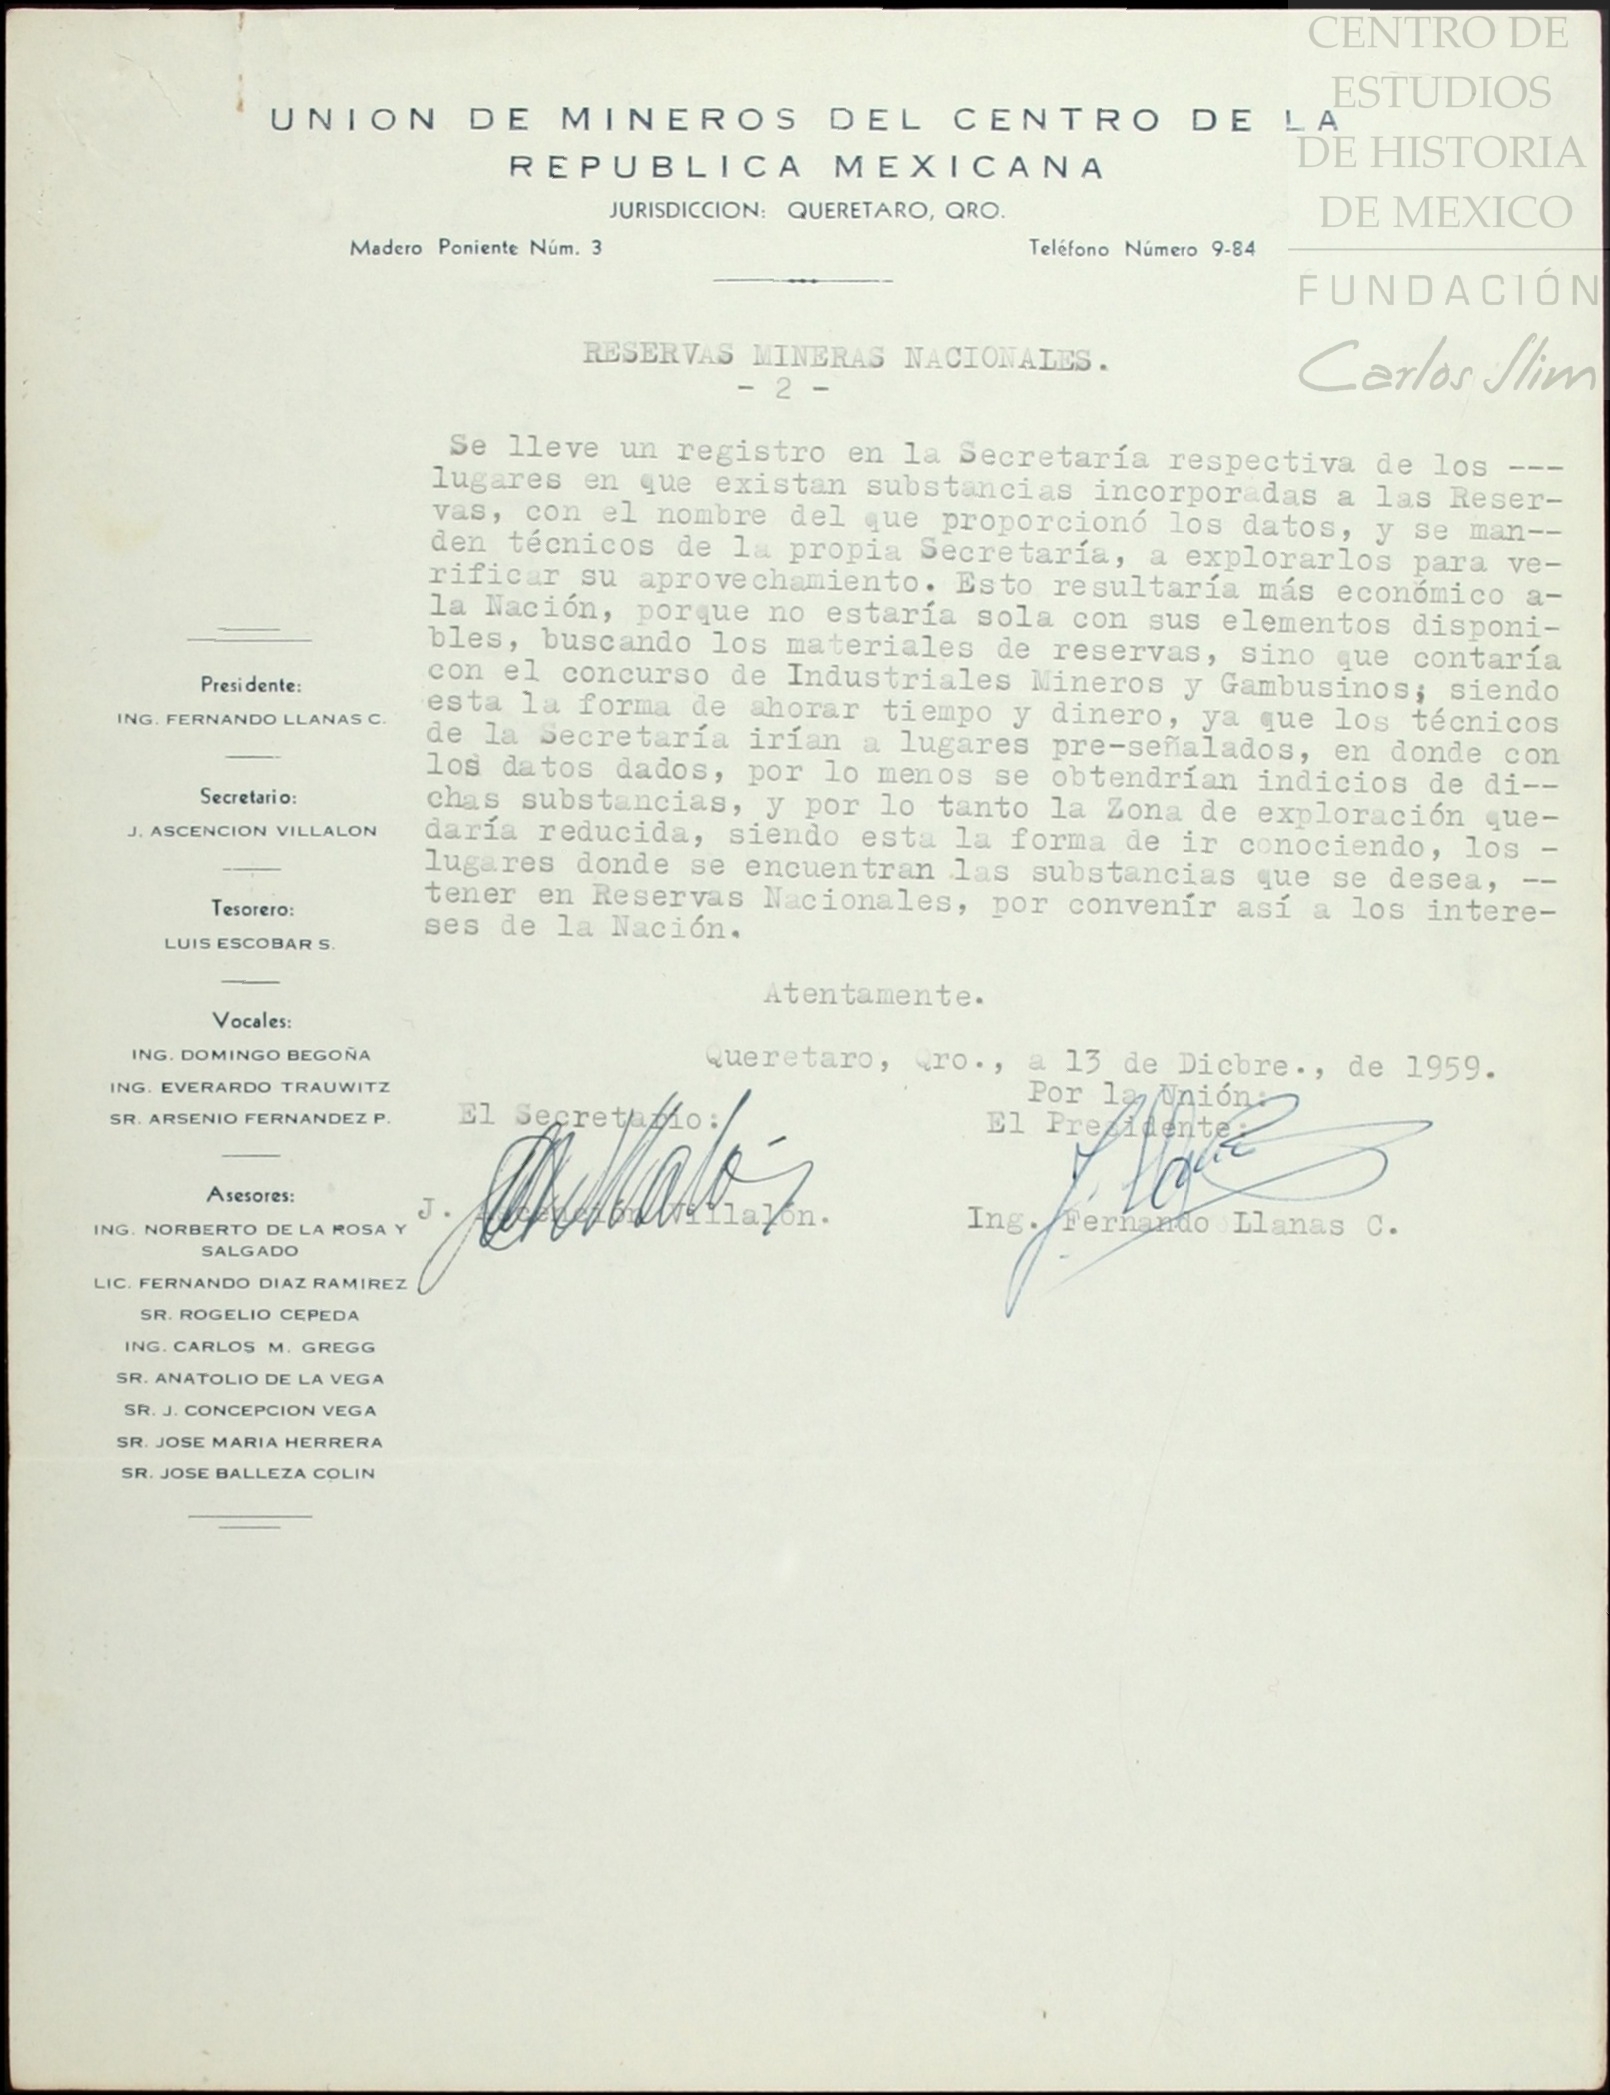 CENTRO DE
ESTUDIOS
DE HISTORIA
DE MEXICO
FUNDACIÓN
Carlos Slim
UNION DE MINEROS DEL CENTRO DE LA
REPUBLICA MEXICANA
JURISDICCION: QUERETARO, QRO.
Madero Poniente Núm. 3 Teléfono Número 9-84
RESERVAS MINERAS NACIONALES.
- 2 -
Se lleve un registro en la Secretaría respectiva de los ---
lugares en que existan substancias incorporadas a las Reser-
vas, con el nombre del que proporcionó los datos, y se man--
den técnicos de la propia Secretaría, a explorarlos para ve-
rificar su aprovechamiento. Esto resultaría más económico a-
la Nación, porque no estaría sola con sus elementos disponi-
bles, buscando los materiales de reservas, sino que contaría
con el concurso de Industriales Mineros y Gambusinos; siendo
esta la forma de ahorar tiempo y dinero, ya que los técnicos
de la Secretaría irían a lugares pre-señalados, en donde con
los datos dados, por lo menos se obtendrían indicios de di--
chas substancias, y por lo tanto la Zona de exploración que-
daría reducida, siendo esta la forma de ir conociendo, los -
lugares donde se encuentran las substancias que se desea, --
tener en Reservas Nacionales, por convenír así a los intere-
ses de la Nación.
Atentamente.
Queretaro, Qro., a 13 de Dicbre., de 1959.
Por la Unión:
El Secretario: El Presidente:
J. Ascención Villalón. Ing. Fernando Llanas C.
Presidente:
ING. FERNANDO LLANAS C.
Secretario:
J. ASCENCION VILLALON
Tesorero:
LUIS ESCOBAR S.
Vocales:
ING. DOMINGO BEGOÑA
ING. EVERARDO TRAUWITZ
SR. ARSENIO FERNANDEZ P.
Asesores:
ING. NORBERTO DE LA ROSA Y
SALGADO
LIC. FERNANDO DIAZ RAMIREZ
SR. ROGELIO CEPEDA
ING. CARLOS M. GREGG
SR. ANATOLIO DE LA VEGA
SR. J. CONCEPCION VEGA
SR. JOSE MARIA HERRERA
SR. JOSE BALLEZA COLIN